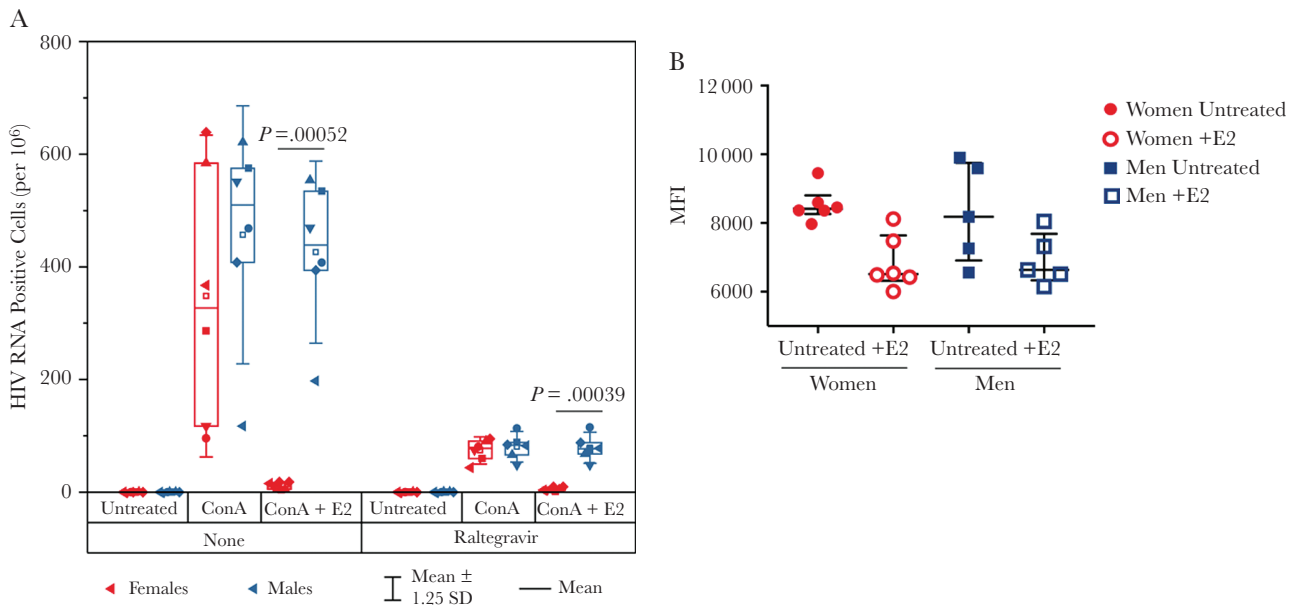 A
800
600
400
200
0
HIV RNA Positive Cells (per 10⁶)
P = .00052
P = .00039
Untreated ConA ConA + E2 Untreated ConA ConA + E2
None Raltegravir
Females Males Mean ± 1.25 SD Mean
B
12 000
10 000
8000
6000
MFI
Untreated +E2 Untreated +E2
Women Men
Women Untreated
Women +E2
Men Untreated
Men +E2